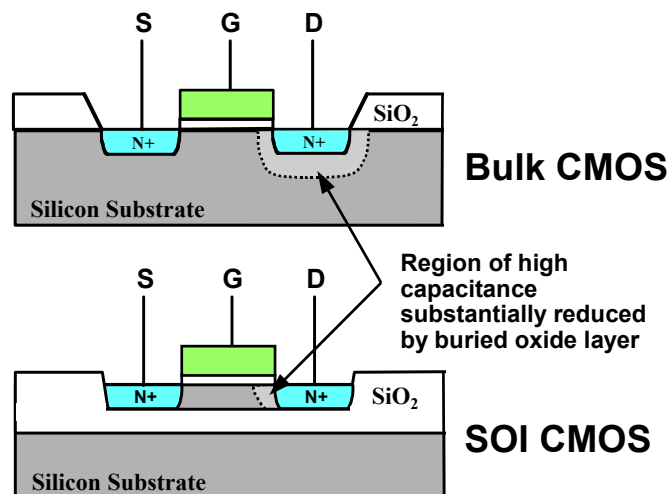 S G D
SiO2
N+ N+
Bulk CMOS
Silicon Substrate
Region of high
capacitance
substantially reduced
by buried oxide layer
S G D
N+ N+ SiO2
SOI CMOS
Silicon Substrate